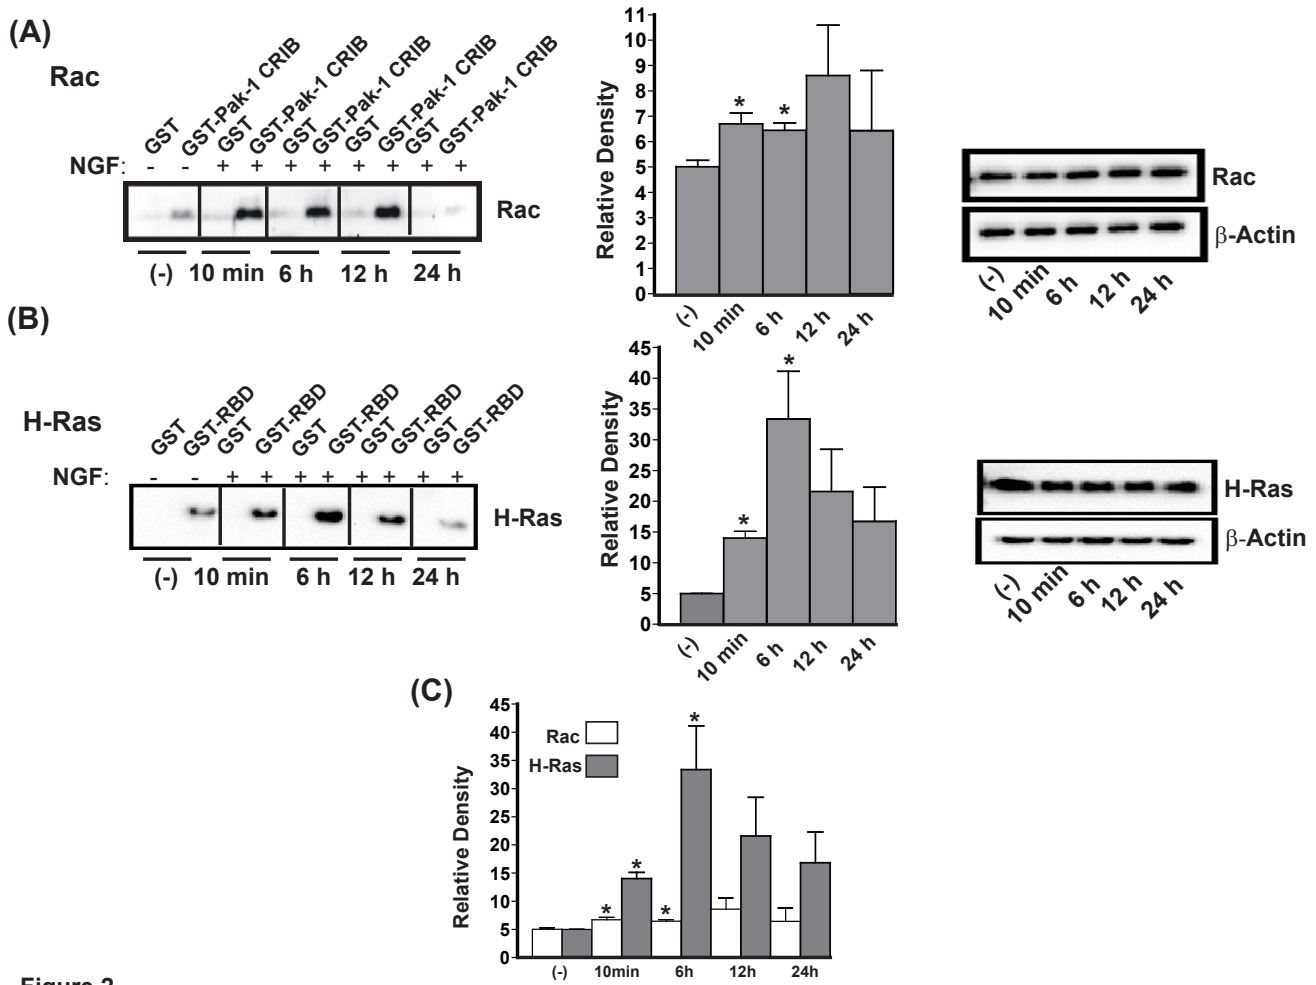 (A)
Rac
GST
GST-Pak-1 CRIB
GST
GST-Pak-1 CRIB
GST
GST-Pak-1 CRIB
GST
GST-Pak-1 CRIB
GST
GST-Pak-1 CRIB
NGF: - - + + + + + + + +
Rac
(-) 10 min 6 h 12 h 24 h
Relative Density
11
10
9
8
7
6
5
4
3
2
1
0
* *
(-) 10 min 6 h 12 h 24 h
Rac
β-Actin
(-) 10 min 6 h 12 h 24 h
(B)
H-Ras
GST
GST-RBD
GST
GST-RBD
GST
GST-RBD
GST
GST-RBD
GST
GST-RBD
NGF: - - + + + + + + + +
H-Ras
(-) 10 min 6 h 12 h 24 h
Relative Density
45
40
35
30
25
20
15
10
5
0
* *
(-) 10 min 6 h 12 h 24 h
H-Ras
β-Actin
(-) 10 min 6 h 12 h 24 h
(C)
Relative Density
45
40
35
30
25
20
15
10
5
0
Rac
H-Ras
* * * *
(-) 10min 6h 12h 24h